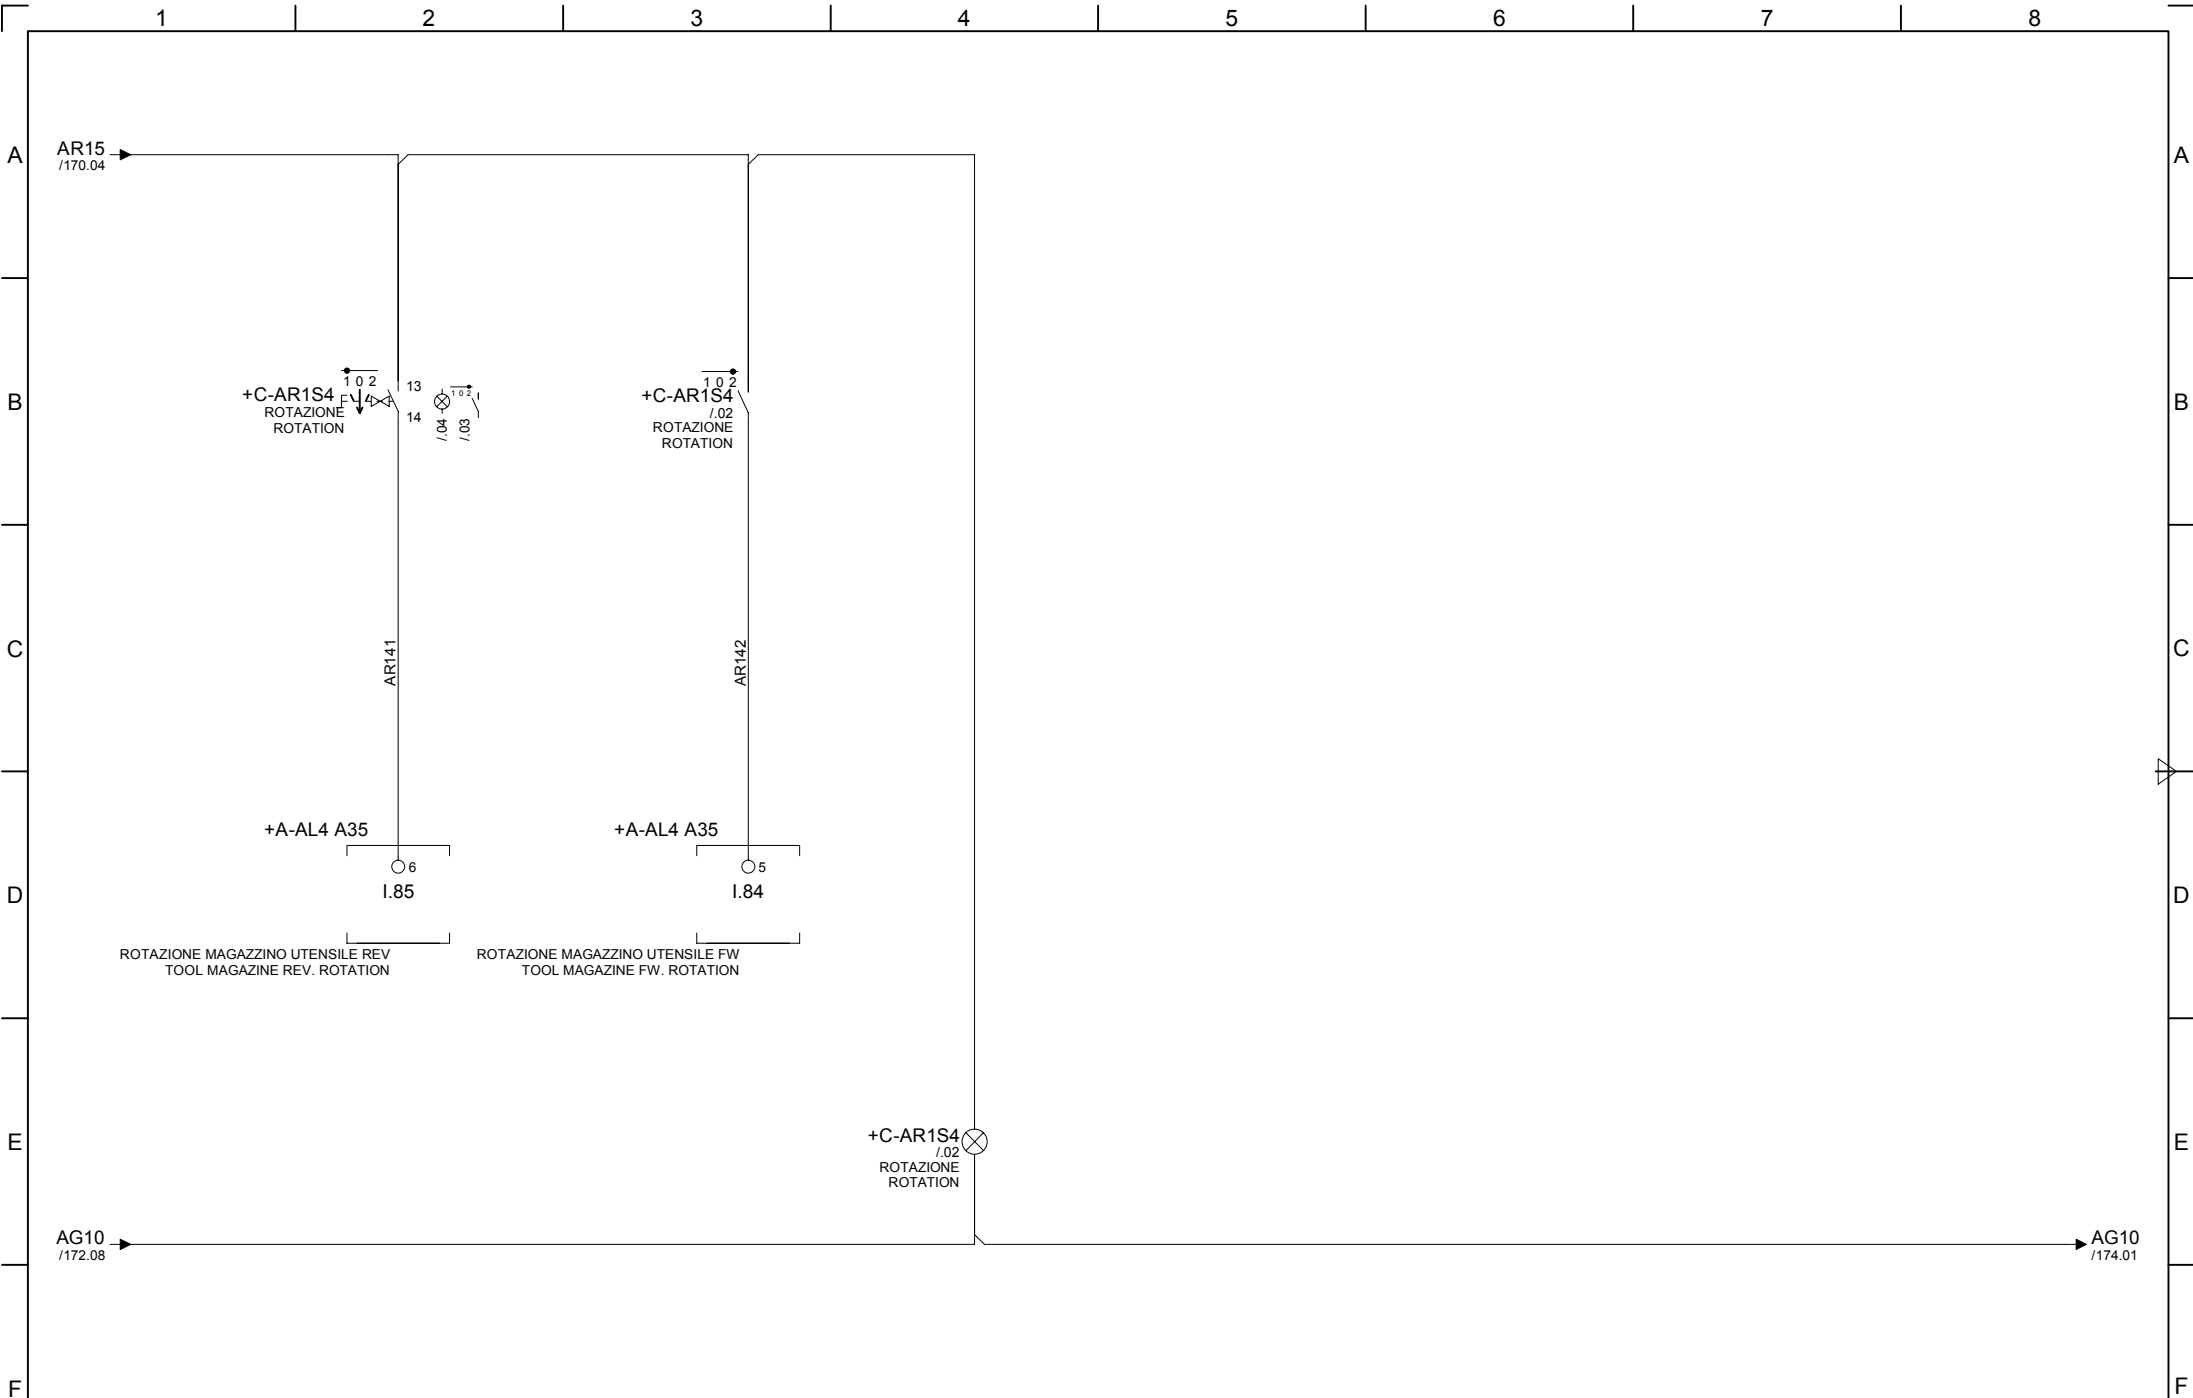 1 2 3 4 5 6 7 8
A AR15 A
/170.04
1 0 2
13
+C-AR1S4
14
ROTAZIONE
ROTATION
/.04
1 0 2
/.03
1 0 2
+C-AR1S4
/.02
ROTAZIONE
ROTATION
B B
C C
AR141
AR142
+A-AL4 A35
6
I.85
ROTAZIONE MAGAZZINO UTENSILE REV
TOOL MAGAZINE REV. ROTATION
+A-AL4 A35
5
I.84
ROTAZIONE MAGAZZINO UTENSILE FW
TOOL MAGAZINE FW. ROTATION
D D
+C-AR1S4
/.02
ROTAZIONE
ROTATION
E E
AG10
/172.08
AG10
/174.01
F F